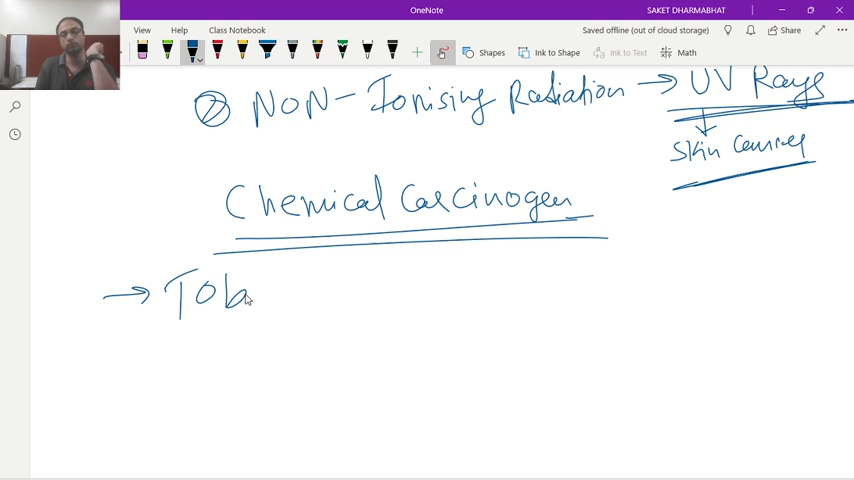 OneNote
SAKET DHARMABHAT
View Help Class Notebook
Saved offline (out of cloud storage)
Share
Shapes
Ink to Shape
Ink to Text
Math
② NON - Ionising Radiation → UV Rays
Skin Cancer
Chemical Carcinogen
→ TOb